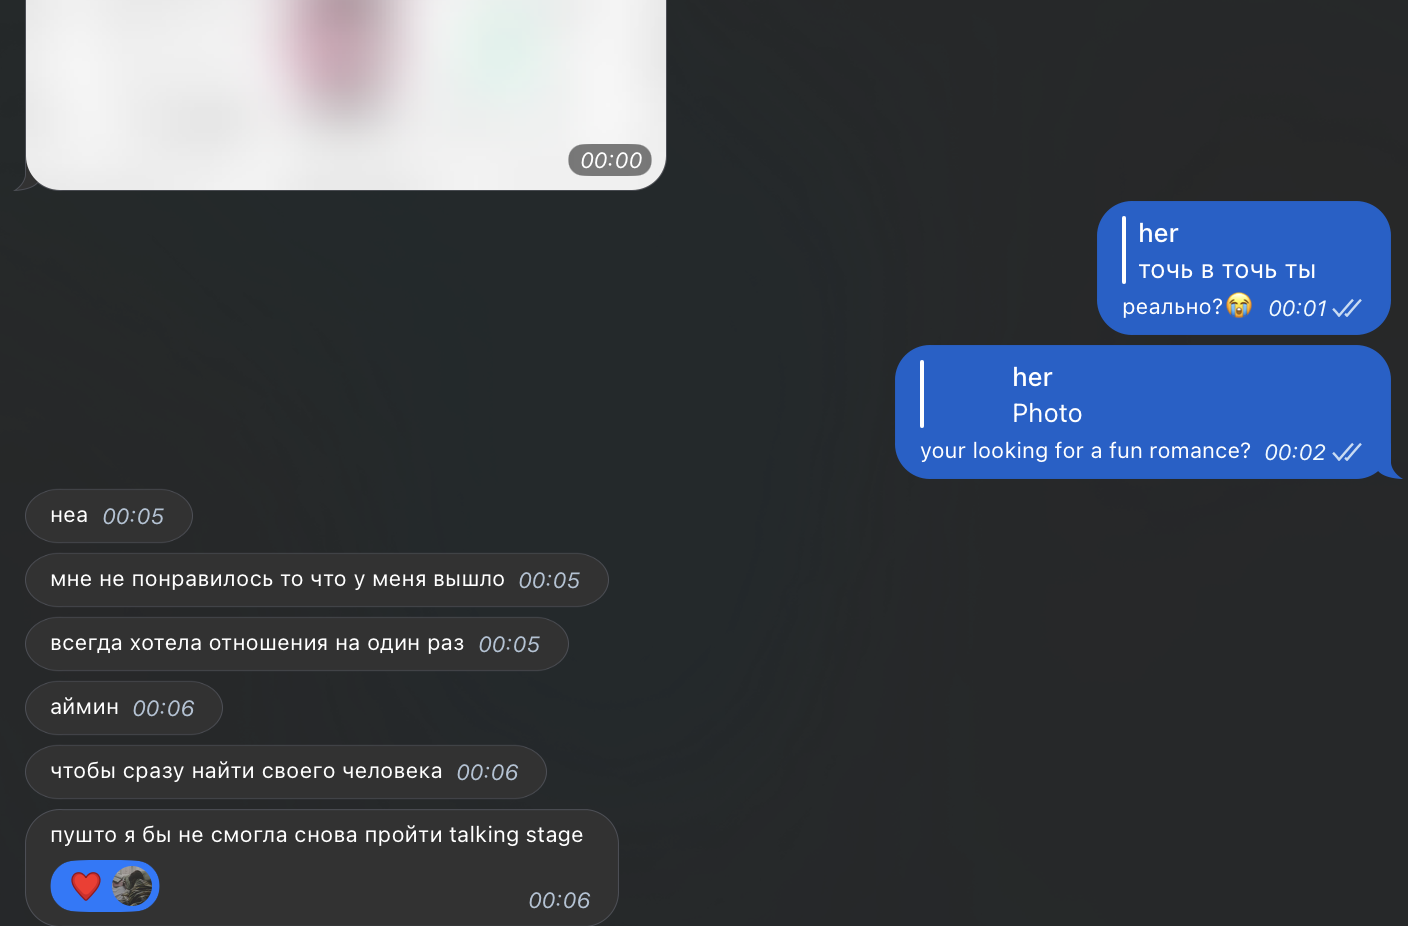 00:00
her
точь в точь ты
реально?😭 00:01
her
Photo
your looking for a fun romance? 00:02
неа 00:05
мне не понравилось то что у меня вышло 00:05
всегда хотела отношения на один раз 00:05
аймин 00:06
чтобы сразу найти своего человека 00:06
пушто я бы не смогла снова пройти talking stage
❤️ 00:06